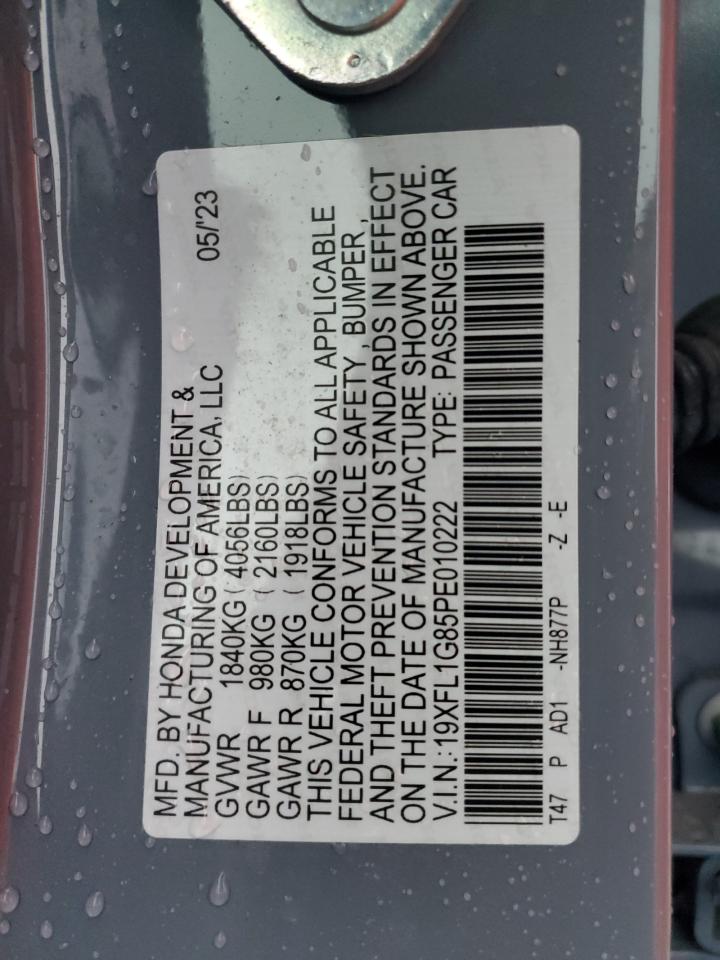 MFD. BY HONDA DEVELOPMENT &
MANUFACTURING OF AMERICA, LLC 05/'23
GVWR 1840KG (4056LBS)
GAWR F 980KG (2160LBS)
GAWR R 870KG (1918LBS)
THIS VEHICLE CONFORMS TO ALL APPLICABLE
FEDERAL MOTOR VEHICLE SAFETY, BUMPER,
AND THEFT PREVENTION STANDARDS IN EFFECT
ON THE DATE OF MANUFACTURE SHOWN ABOVE.
V.I.N.: 19XFL1G85PE010222 TYPE: PASSENGER CAR
T47 P AD1 -NH877P -Z -E